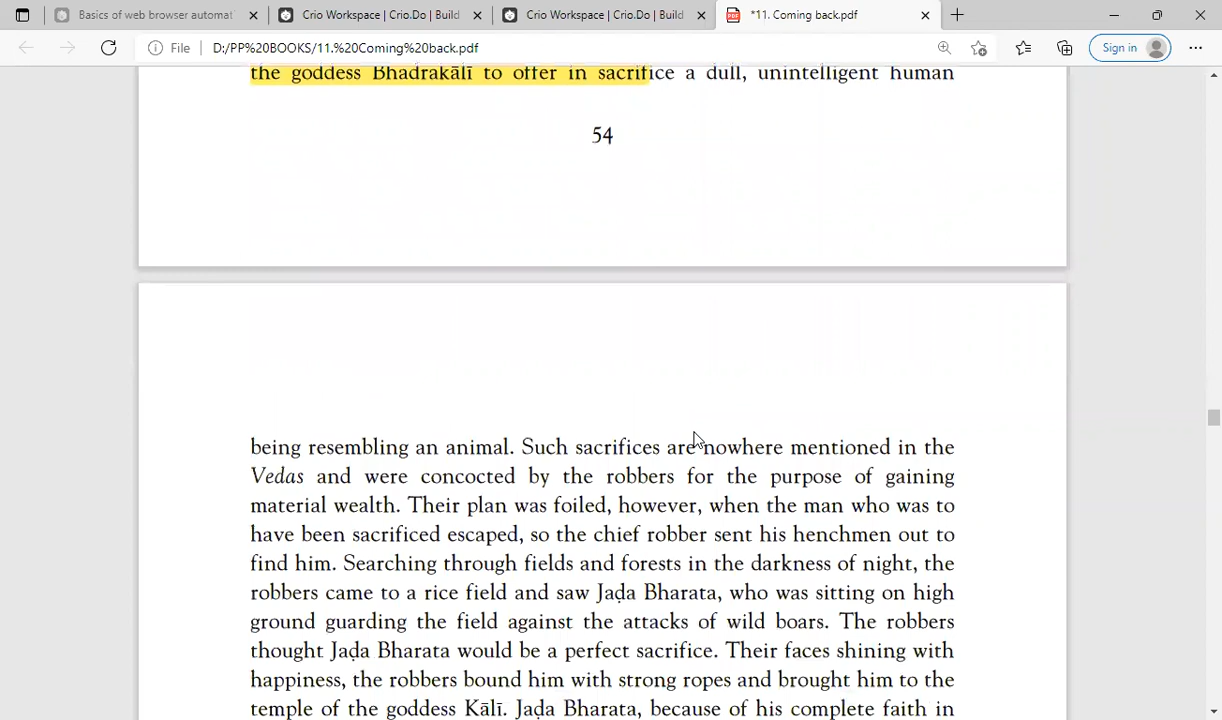 Basics of web browser automat
Crio Workspace | Crio.Do | Build
Crio Workspace | Crio.Do | Build
*11. Coming back.pdf
File
D:/PP%20BOOKS/11.%20Coming%20back.pdf
Sign in
the goddess Bhadrakālī to offer in sacrifice a dull, unintelligent human
54
being resembling an animal. Such sacrifices are nowhere mentioned in the
Vedas and were concocted by the robbers for the purpose of gaining
material wealth. Their plan was foiled, however, when the man who was to
have been sacrificed escaped, so the chief robber sent his henchmen out to
find him. Searching through fields and forests in the darkness of night, the
robbers came to a rice field and saw Jaḍa Bharata, who was sitting on high
ground guarding the field against the attacks of wild boars. The robbers
thought Jaḍa Bharata would be a perfect sacrifice. Their faces shining with
happiness, the robbers bound him with strong ropes and brought him to the
temple of the goddess Kālī. Jaḍa Bharata, because of his complete faith in